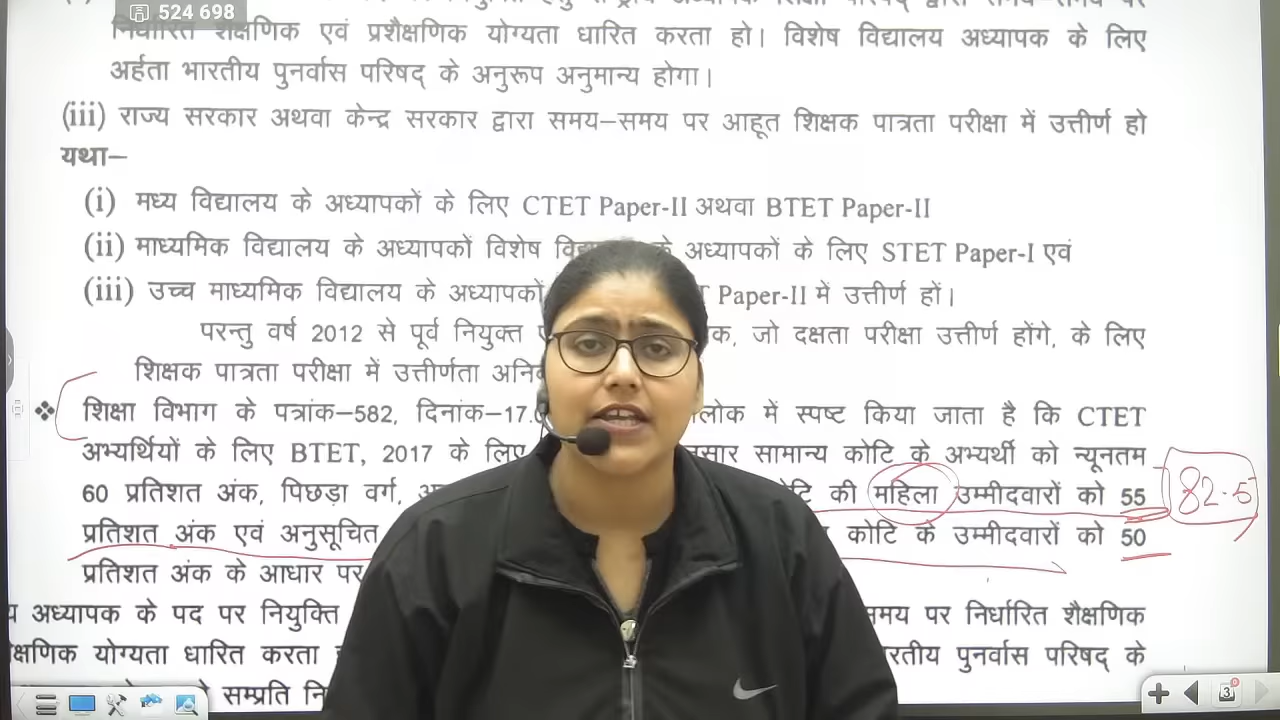 524 698
निर्धारित शैक्षणिक एवं प्रशैक्षणिक योग्यता धारित करता हो। विशेष विद्यालय अध्यापक के लिए
अर्हता भारतीय पुनर्वास परिषद् के अनुरूप अनुमान्य होगा।
(iii) राज्य सरकार अथवा केन्द्र सरकार द्वारा समय–समय पर आहूत शिक्षक पात्रता परीक्षा में उत्तीर्ण हो
यथा–
(i) मध्य विद्यालय के अध्यापकों के लिए CTET Paper-II अथवा BTET Paper-II
(ii) माध्यमिक विद्यालय के अध्यापकों विशेष के अध्यापकों के लिए STET Paper-I एवं
(iii) उच्च माध्यमिक विद्यालय के अध्यापकों Paper-II में उत्तीर्ण हों।
परन्तु वर्ष 2012 से पूर्व नियुक्त जो दक्षता परीक्षा उत्तीर्ण होंगे, के लिए
शिक्षक पात्रता परीक्षा में उत्तीर्णता
❖ शिक्षा विभाग के पत्रांक–582, दिनांक–17. में स्पष्ट किया जाता है कि CTET
अभ्यर्थियों के लिए BTET, 2017 के लिए सामान्य कोटि के अभ्यर्थी को न्यूनतम
60 प्रतिशत अंक, पिछड़ा वर्ग, की महिला उम्मीदवारों को 55
82.5
प्रतिशत अंक एवं अनुसूचित कोटि के उम्मीदवारों को 50
प्रतिशत अंक के आधार पर
अध्यापक के पद पर नियुक्ति पर निर्धारित शैक्षणिक
योग्यता धारित करता पुनर्वास परिषद् के
सम्प्रति
3